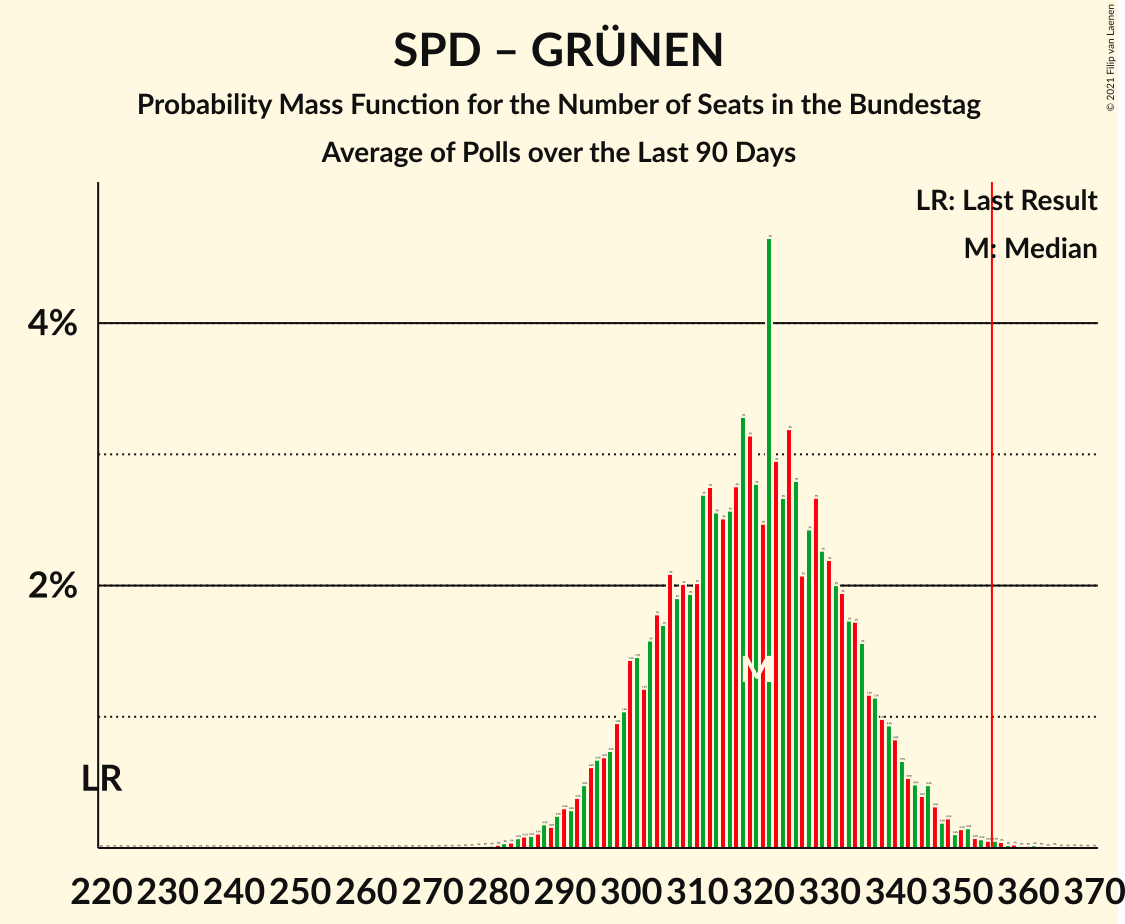 SPD – GRÜNEN
Probability Mass Function for the Number of Seats in the Bundestag
Average of Polls over the Last 90 Days
© 2021 Filip van Laenen
LR: Last Result
M: Median
4%
2%
M
LR
220 230 240 250 260 270 280 290 300 310 320 330 340 350 360 370